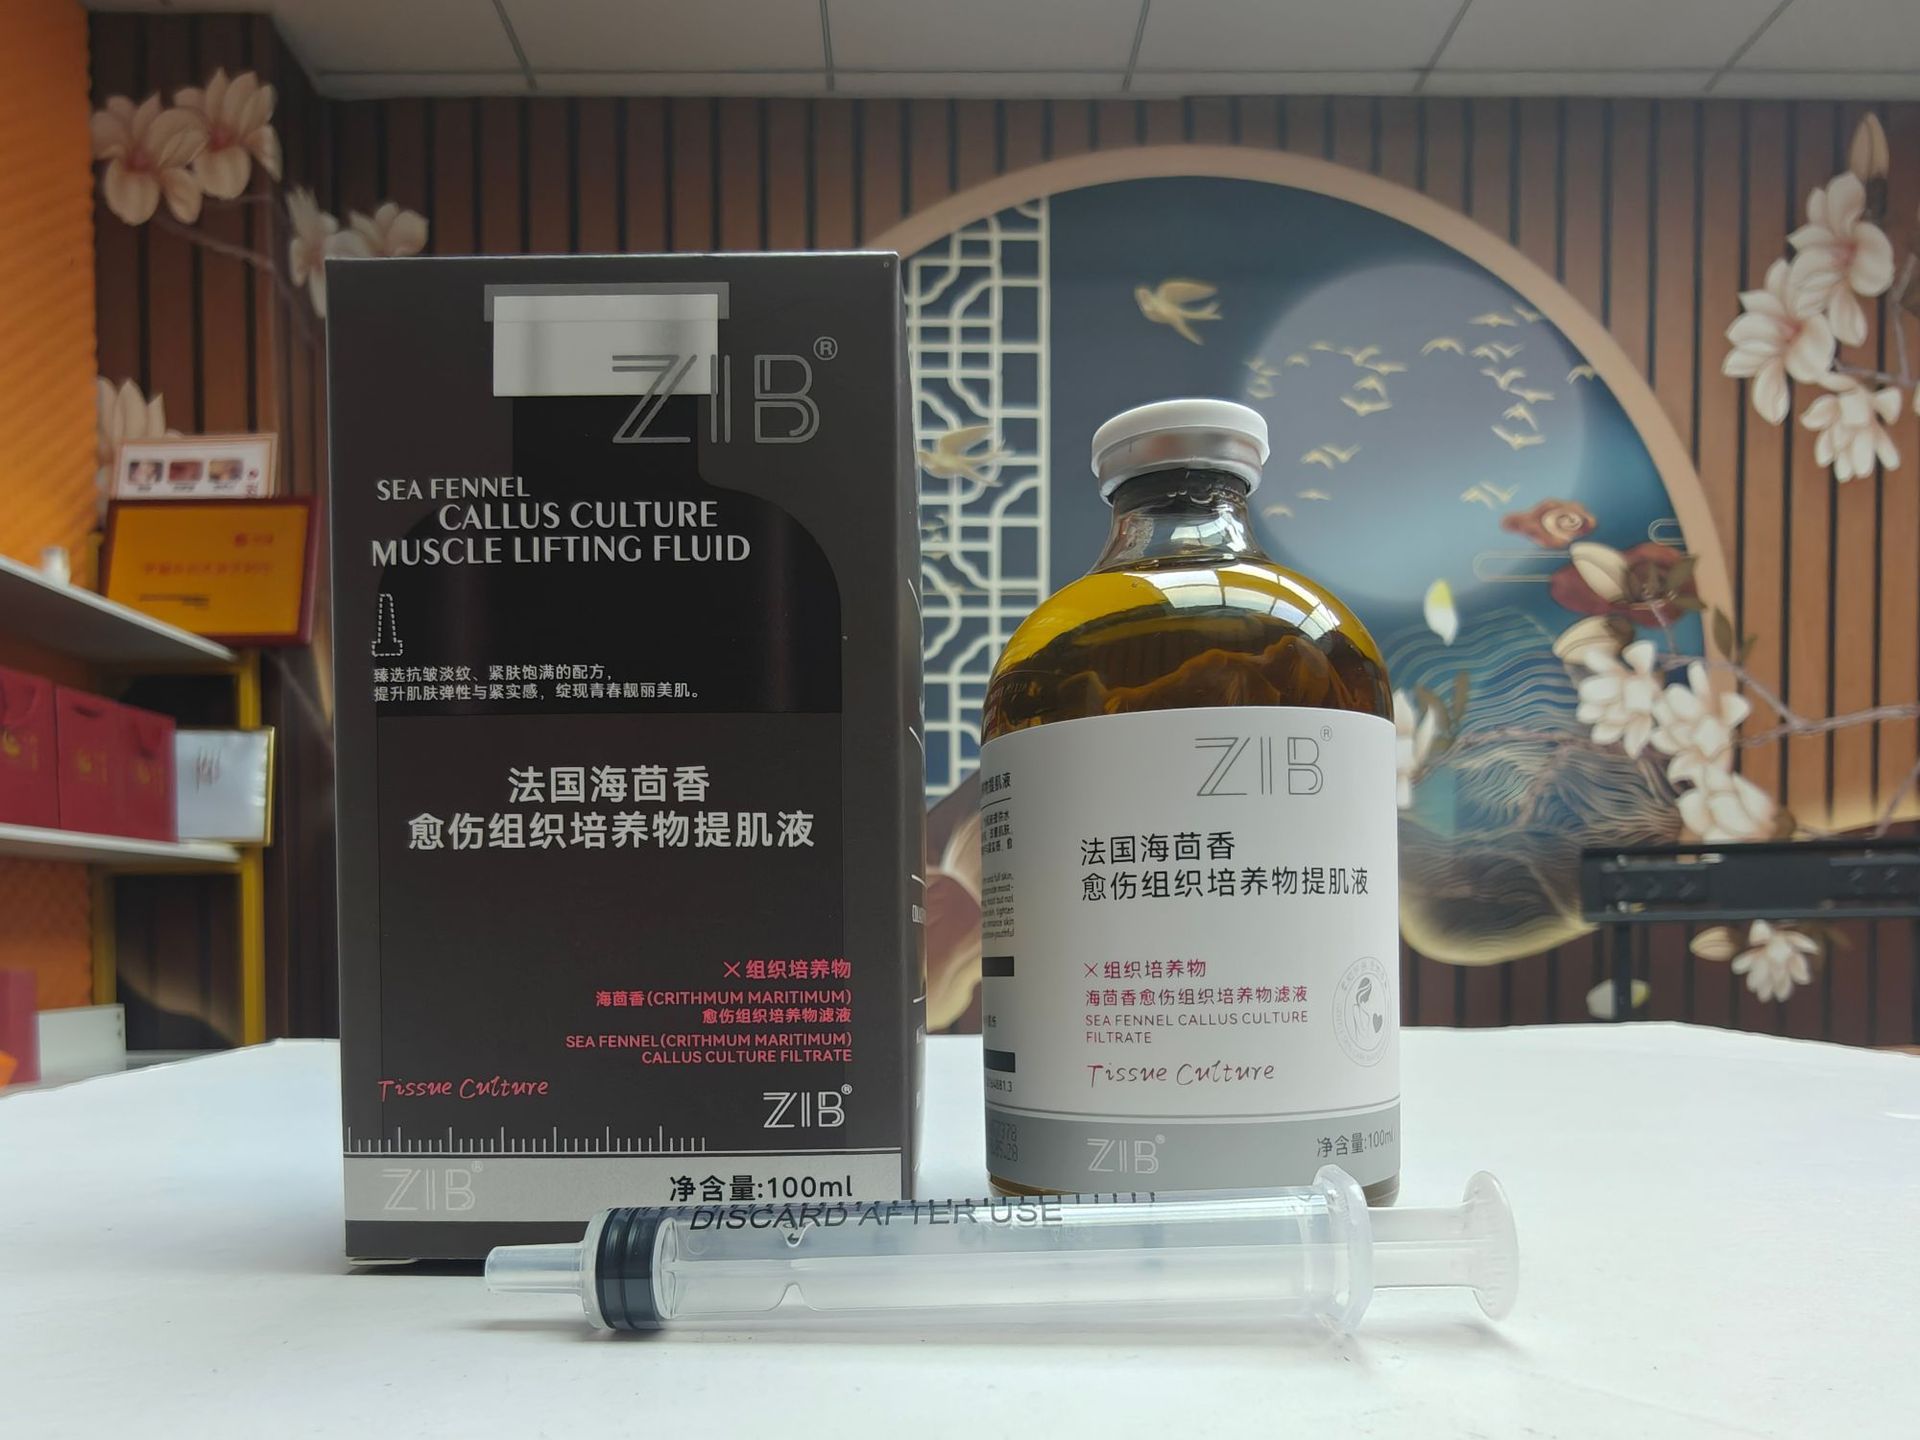 ZIB®
SEA FENNEL
CALLUS CULTURE
MUSCLE LIFTING FLUID
臻选抗皱淡纹、紧肤饱满的配方,
提升肌肤弹性与紧实感, 绽现青春靓丽美肌。
法国海茴香
愈伤组织培养物提肌液
×组织培养物
海茴香(CRITHMUM MARITIMUM)
愈伤组织培养物滤液
SEA FENNEL(CRITHMUM MARITIMUM)
CALLUS CULTURE FILTRATE
Tissue Culture
ZIB®
ZIB®
净含量:100ml
ZIB®
法国海茴香
愈伤组织培养物提肌液
×组织培养物
海茴香愈伤组织培养物滤液
SEA FENNEL CALLUS CULTURE
FILTRATE
Tissue Culture
ZIB®
净含量:100ml
DISCARD AFTER USE